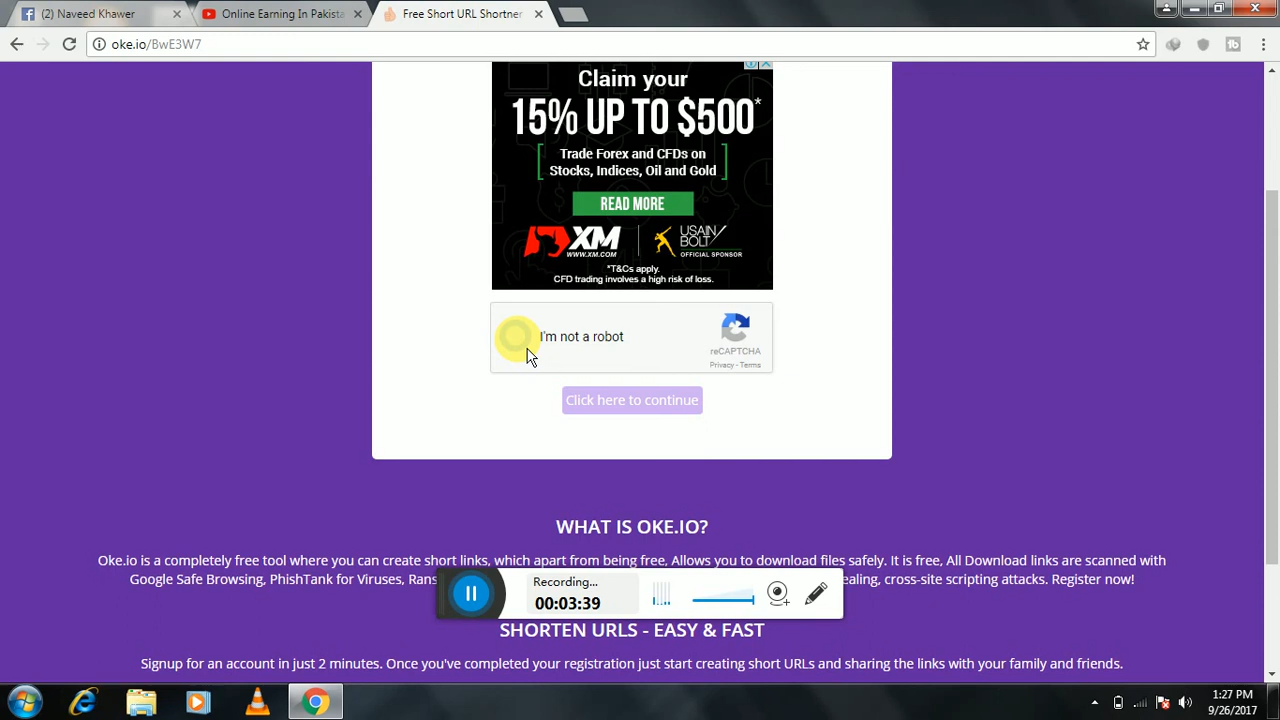 (2) Naveed Khawer
Online Earning In Pakista
Free Short URL Shortner
oke.io/BwE3W7
Claim your
15% UP TO $500*
Trade Forex and CFDs on
Stocks, Indices, Oil and Gold
READ MORE
XM
WWW.XM.COM
USAIN
BOLT
OFFICIAL SPONSOR
*T&Cs apply.
CFD trading involves a high risk of loss.
I'm not a robot
reCAPTCHA
Privacy - Terms
Click here to continue
WHAT IS OKE.IO?
Oke.io is a completely free tool where you can create short links, which apart from being free, Allows you to download files safely. It is free, All Download links are scanned with
Google Safe Browsing, PhishTank for Viruses, Rans
ealing, cross-site scripting attacks. Register now!
Recording...
00:03:39
SHORTEN URLS - EASY & FAST
Signup for an account in just 2 minutes. Once you've completed your registration just start creating short URLs and sharing the links with your family and friends.
1:27 PM
9/26/2017